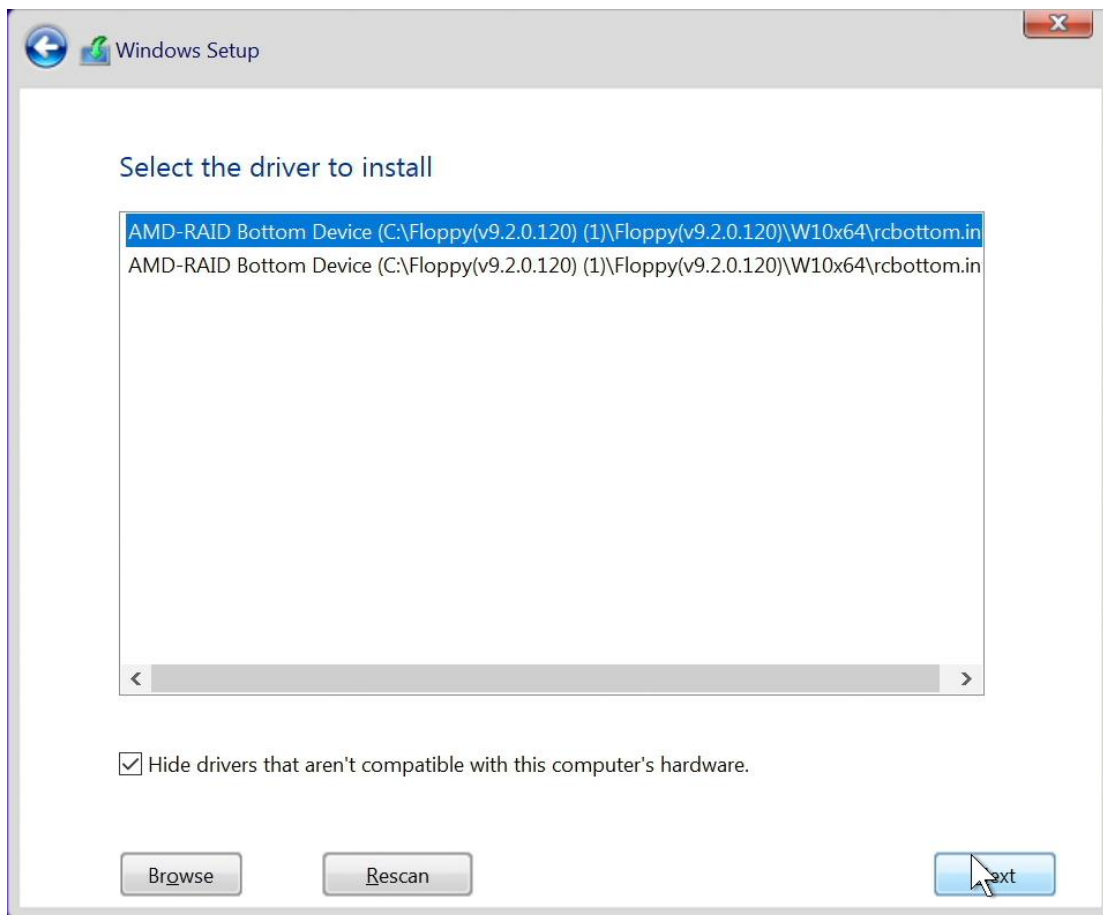 Windows Setup
Select the driver to install
AMD-RAID Bottom Device (C:\Floppy(v9.2.0.120) (1)\Floppy(v9.2.0.120)\W10x64\rcbottom.in
AMD-RAID Bottom Device (C:\Floppy(v9.2.0.120) (1)\Floppy(v9.2.0.120)\W10x64\rcbottom.in
Hide drivers that aren't compatible with this computer's hardware.
Browse
Rescan
Next